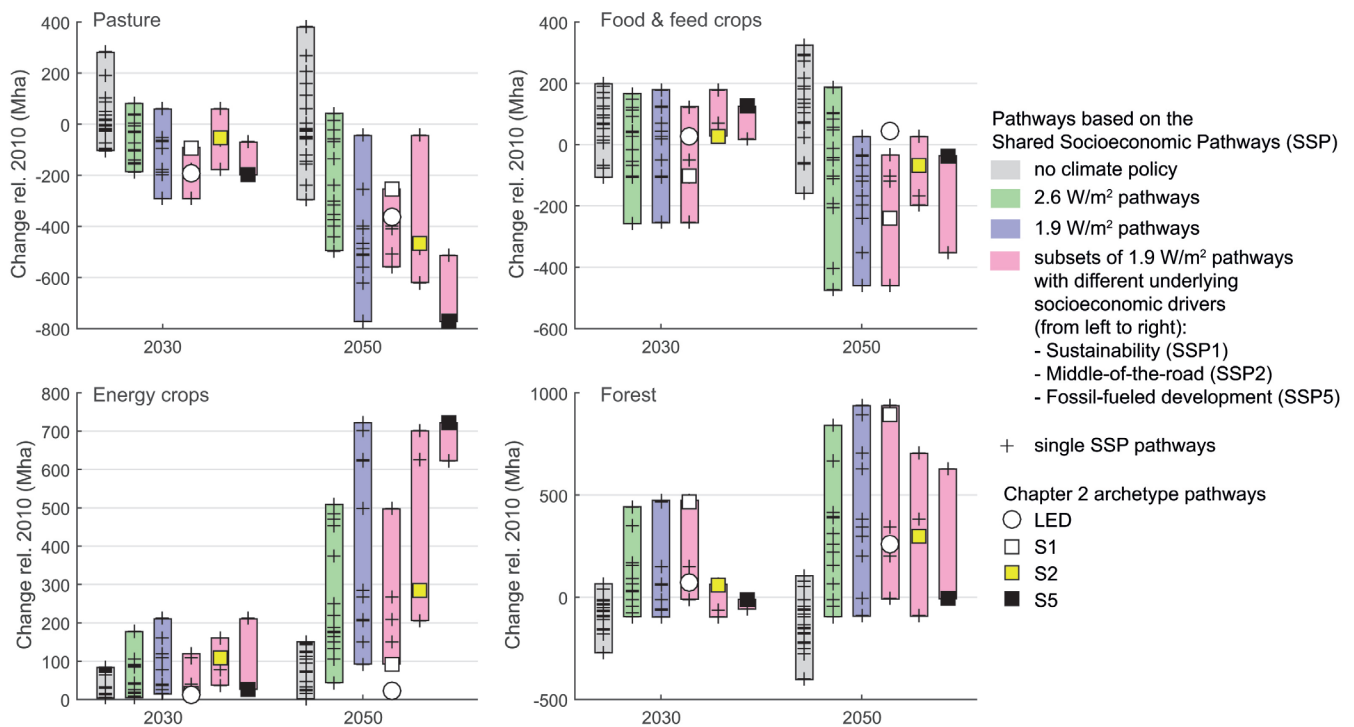 Pasture
Change rel. 2010 (Mha)
400
200
0
-200
-400
-600
-800
2030
2050
Food & feed crops
Change rel. 2010 (Mha)
400
200
0
-200
-400
-600
2030
2050
Energy crops
Change rel. 2010 (Mha)
800
700
600
500
400
300
200
100
0
2030
2050
Forest
Change rel. 2010 (Mha)
1000
500
0
-500
2030
2050
Pathways based on the
Shared Socioeconomic Pathways (SSP)
no climate policy
2.6 W/m² pathways
1.9 W/m² pathways
subsets of 1.9 W/m² pathways
with different underlying
socioeconomic drivers
(from left to right):
- Sustainability (SSP1)
- Middle-of-the-road (SSP2)
- Fossil-fueled development (SSP5)
single SSP pathways
Chapter 2 archetype pathways
LED
S1
S2
S5